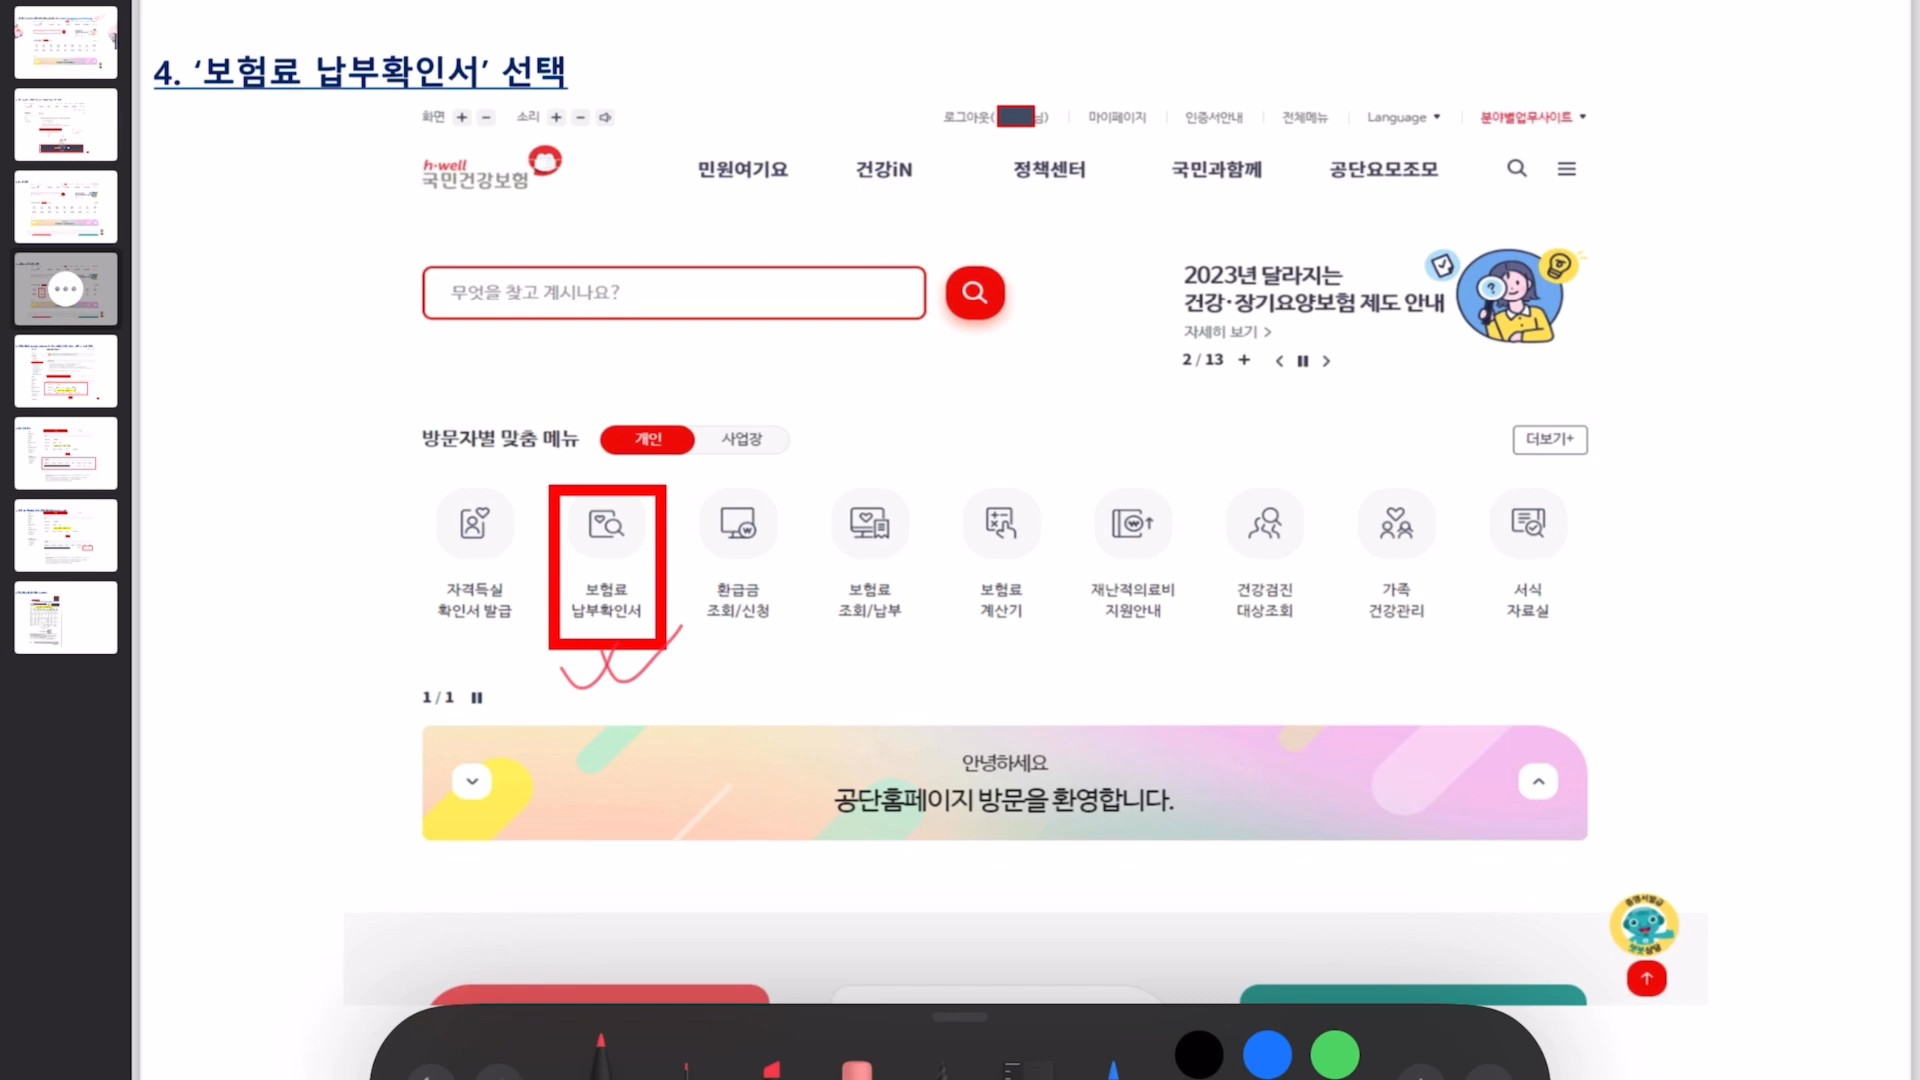 4. ‘보험료 납부확인서’ 선택
화면 + − 소리 + −
로그아웃( 님) 마이페이지 인증서안내 전체메뉴 Language 분야별업무사이트
h·well
국민건강보험
민원여기요 건강iN 정책센터 국민과함께 공단요모조모
무엇을 찾고 계시나요?
2023년 달라지는
건강·장기요양보험 제도 안내
자세히 보기 >
2 / 13 +
방문자별 맞춤 메뉴 개인 사업장 더보기+
자격득실
확인서 발급
보험료
납부확인서
환급금
조회/신청
보험료
조회/납부
보험료
계산기
재난적의료비
지원안내
건강검진
대상조회
가족
건강관리
서식
자료실
1 / 1
안녕하세요
공단홈페이지 방문을 환영합니다.
증명서발급
챗봇상담